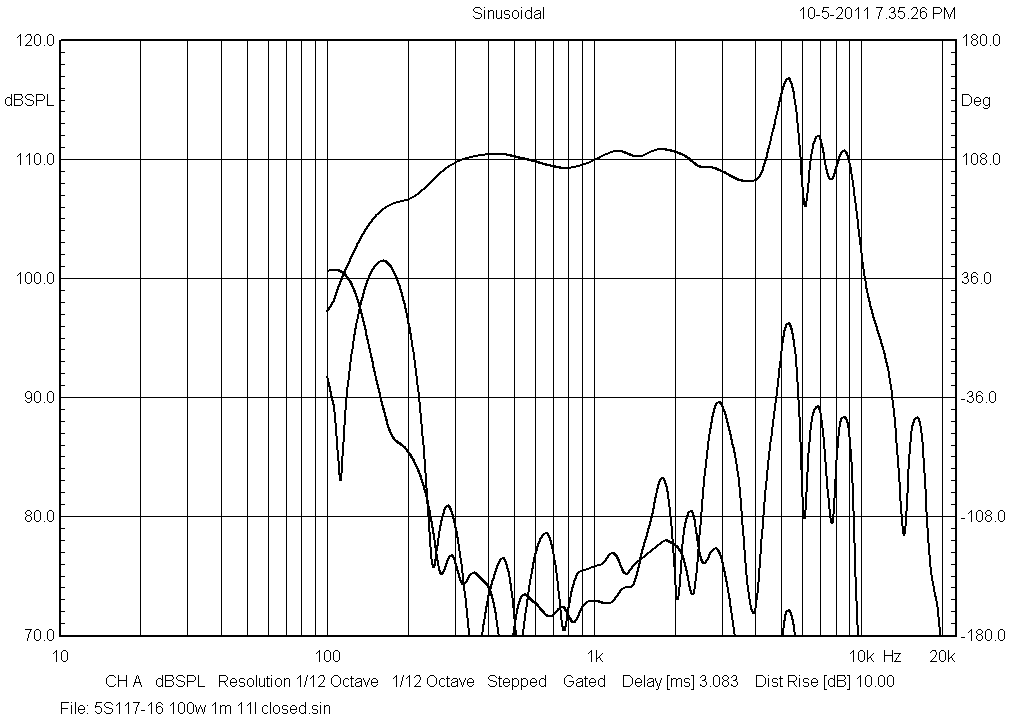 Sinusoidal 10-5-2011 7.35.26 PM
120.0 180.0
dBSPL Deg
110.0 108.0
100.0 36.0
90.0 -36.0
80.0 -108.0
70.0 -180.0
10 100 1k 10k Hz 20k
CH A dBSPL Resolution 1/12 Octave 1/12 Octave Stepped Gated Delay [ms] 3.083 Dist Rise [dB] 10.00
File: 5S117-16 100w 1m 11l closed.sin